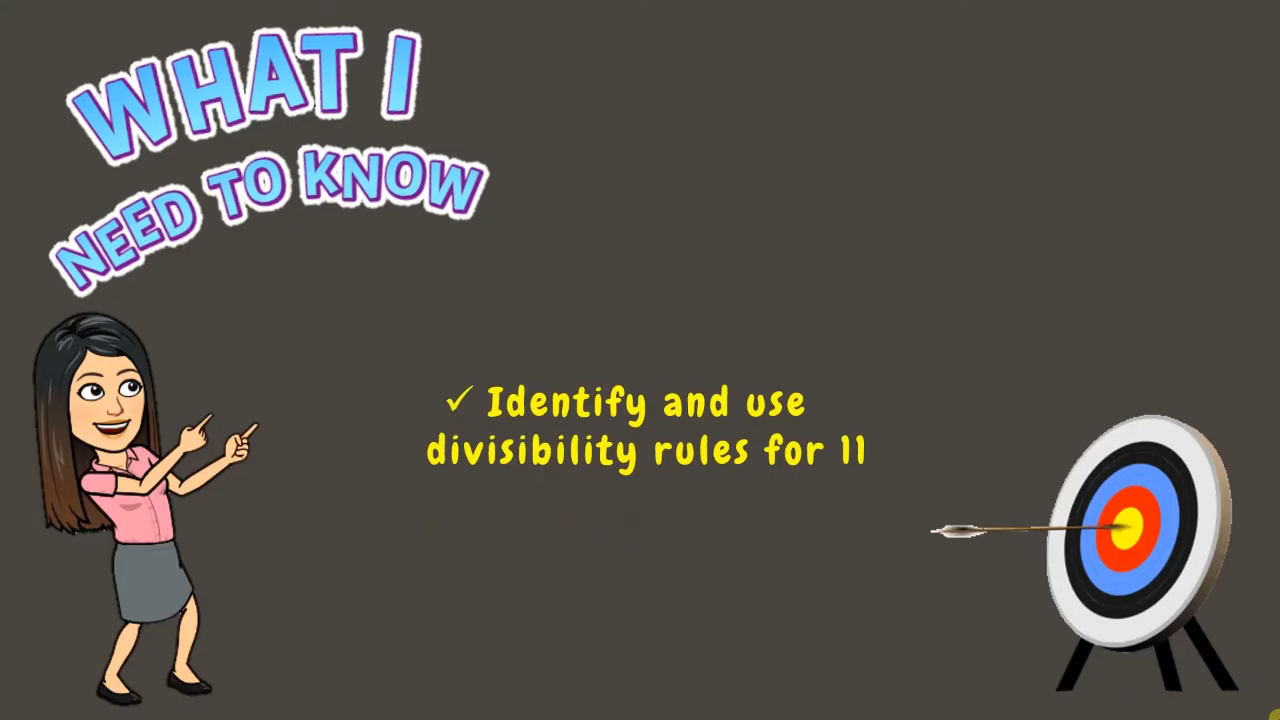 WHAT I
NEED TO KNOW
✓ Identify and use
divisibility rules for 11